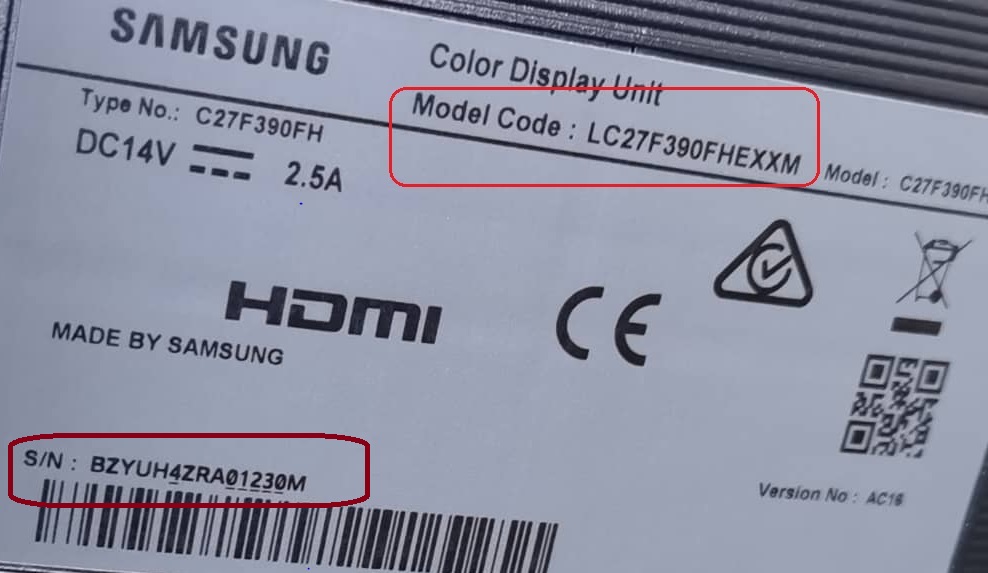 SAMSUNG
Color Display Unit
Type No.: C27F390FH
Model Code : LC27F390FHEXXM
Model : C27F390FH
DC14V ⎓ 2.5A
HDMI
CE
MADE BY SAMSUNG
S/N : BZYUH4ZRA01230M
Version No : AC16